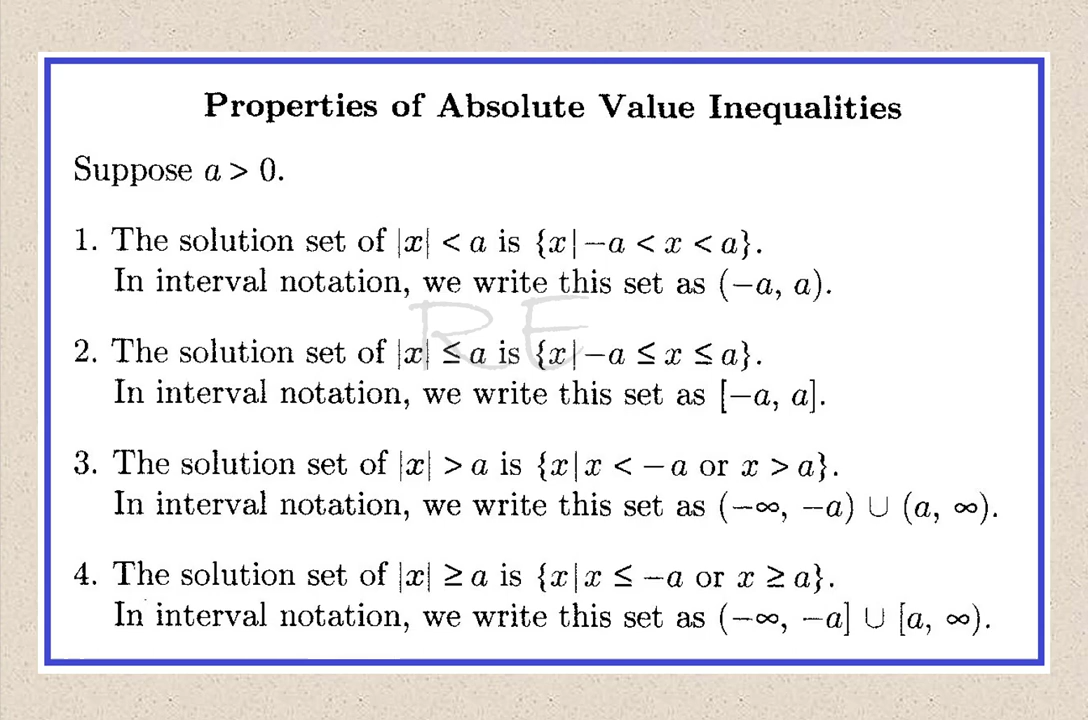 Properties of Absolute Value Inequalities
Suppose a > 0.
1. The solution set of |x| < a is {x|−a < x < a}.
In interval notation, we write this set as (−a, a).
RE
2. The solution set of |x| ≤ a is {x|−a ≤ x ≤ a}.
In interval notation, we write this set as [−a, a].
3. The solution set of |x| > a is {x|x < −a or x > a}.
In interval notation, we write this set as (−∞, −a) ∪ (a, ∞).
4. The solution set of |x| ≥ a is {x|x ≤ −a or x ≥ a}.
In interval notation, we write this set as (−∞, −a] ∪ [a, ∞).